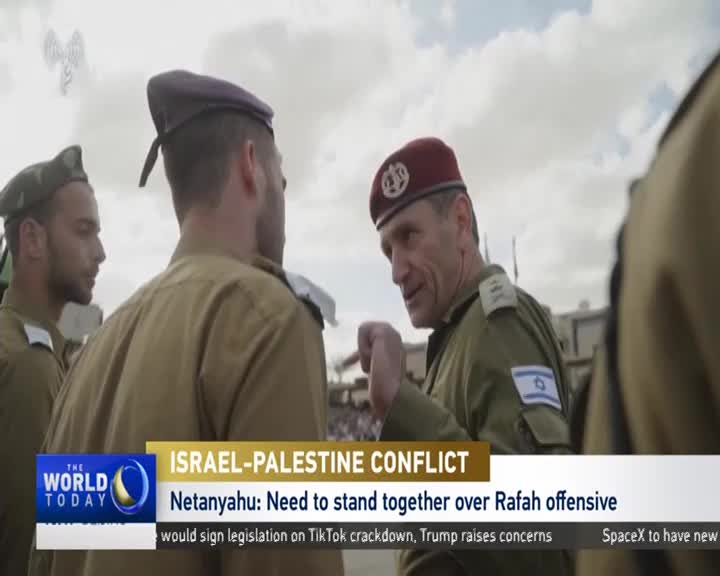 ISRAEL-PALESTINE CONFLICT
THE
WORLD
TODAY
Netanyahu: Need to stand together over Rafah offensive
would sign legislation on TikTok crackdown, Trump raises concerns SpaceX to have new